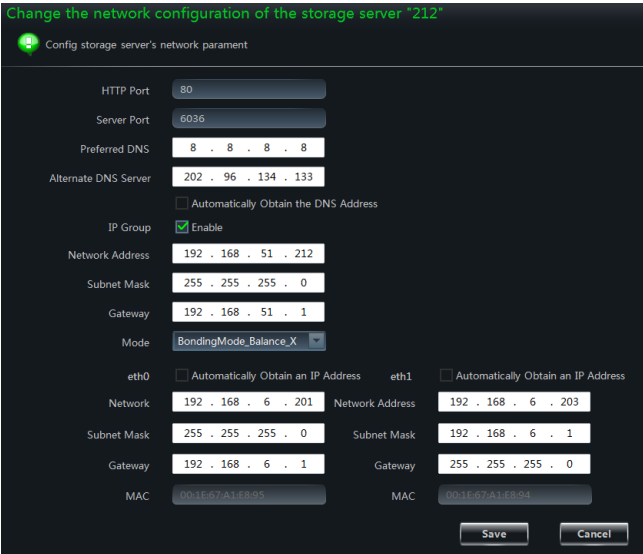 Change the network configuration of the storage server "212"
Config storage server's network parament
HTTP Port 80
Server Port 6036
Preferred DNS 8 . 8 . 8 . 8
Alternate DNS Server 202 . 96 . 134 . 133
Automatically Obtain the DNS Address
IP Group Enable
Network Address 192 . 168 . 51 . 212
Subnet Mask 255 . 255 . 255 . 0
Gateway 192 . 168 . 51 . 1
Mode BondingMode_Balance_X
eth0 Automatically Obtain an IP Address eth1 Automatically Obtain an IP Address
Network 192 . 168 . 6 . 201 Network Address 192 . 168 . 6 . 203
Subnet Mask 255 . 255 . 255 . 0 Subnet Mask 192 . 168 . 6 . 1
Gateway 192 . 168 . 6 . 1 Gateway 255 . 255 . 255 . 0
MAC 00:1E:67:A1:E8:95 MAC 00:1E:67:A1:E8:94
Save Cancel